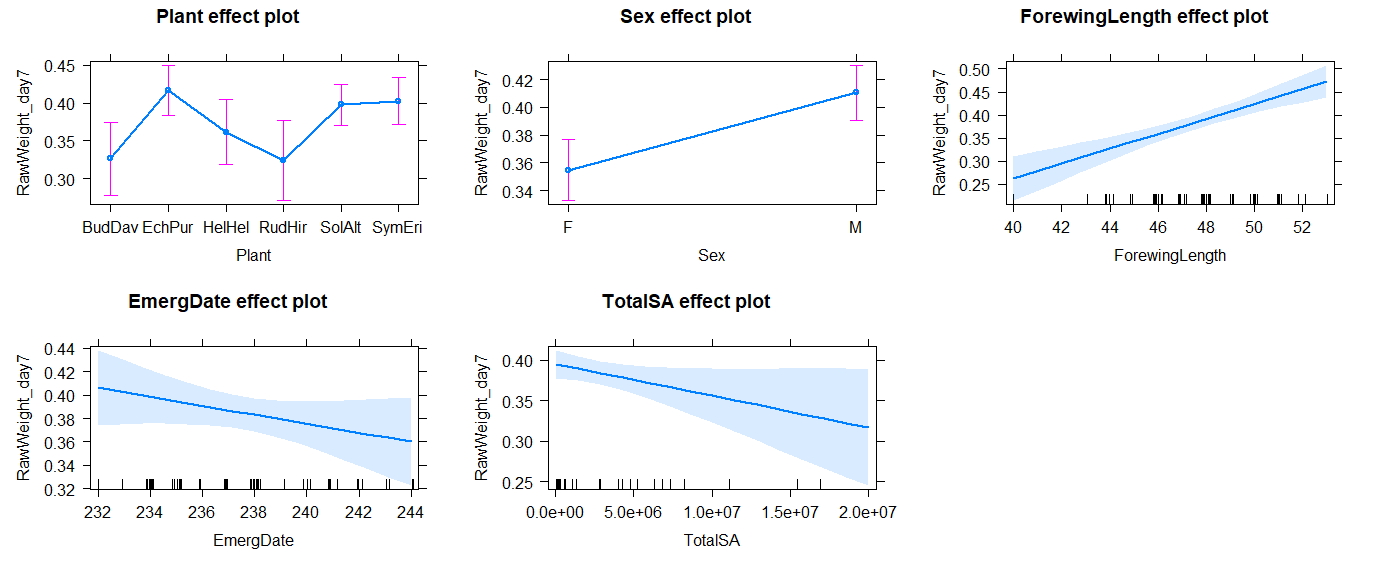 Plant effect plot
RawWeight_day7
0.45
0.40
0.35
0.30
BudDav EchPur HelHel RudHir SolAlt SymEri
Plant
Sex effect plot
RawWeight_day7
0.42
0.40
0.38
0.36
0.34
F M
Sex
ForewingLength effect plot
RawWeight_day7
0.50
0.45
0.40
0.35
0.30
0.25
40 42 44 46 48 50 52
ForewingLength
EmergDate effect plot
RawWeight_day7
0.44
0.42
0.40
0.38
0.36
0.34
0.32
232 234 236 238 240 242 244
EmergDate
TotalSA effect plot
RawWeight_day7
0.40
0.35
0.30
0.25
0.0e+00 5.0e+06 1.0e+07 1.5e+07 2.0e+07
TotalSA